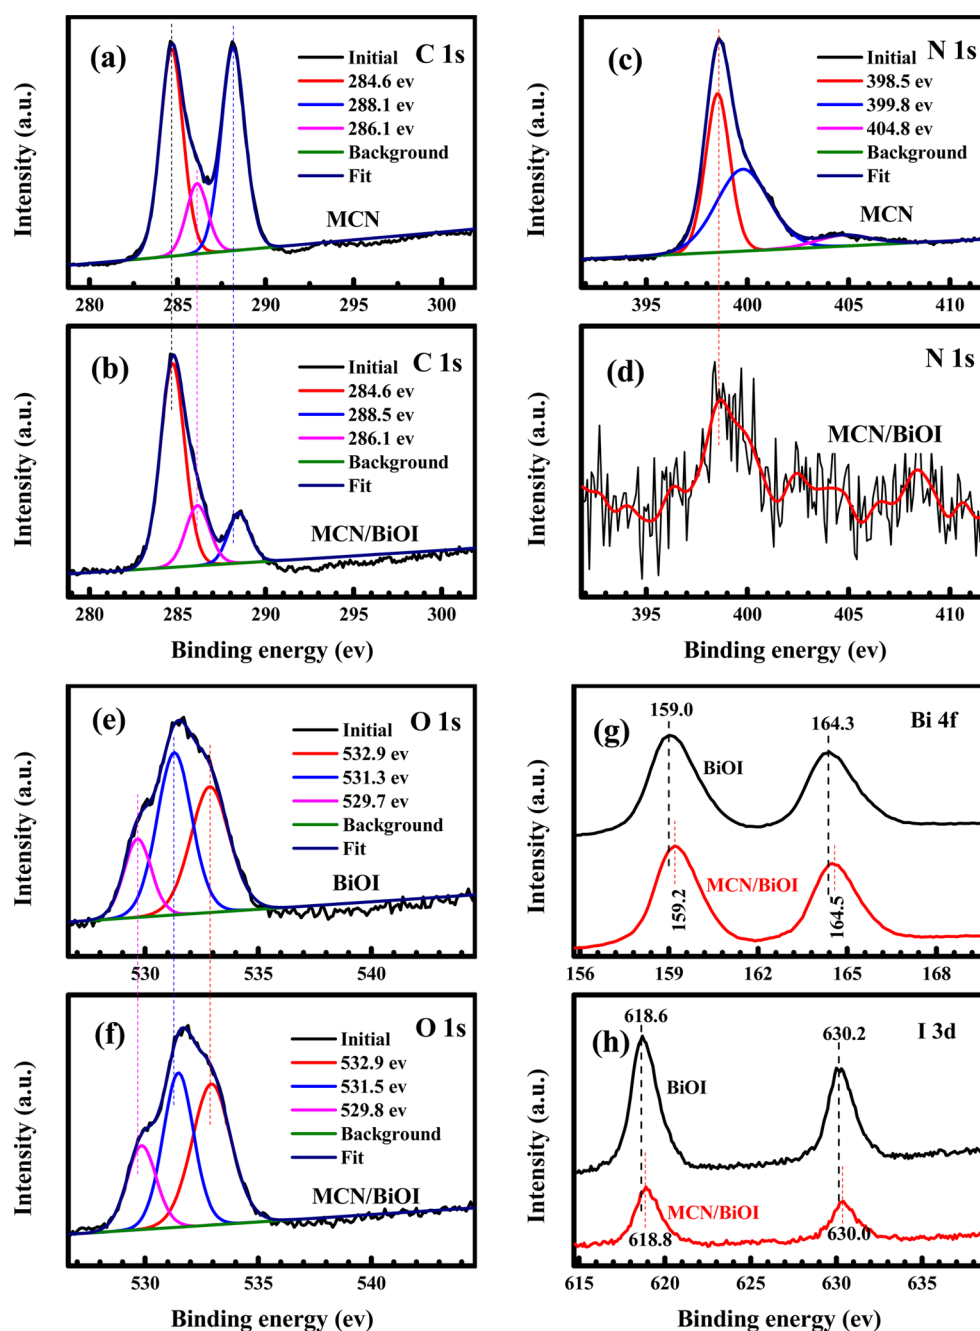 (a)
C 1s
Initial
284.6 ev
288.1 ev
286.1 ev
Background
Fit
MCN
Intensity (a.u.)
280 285 290 295 300
(c)
N 1s
Initial
398.5 ev
399.8 ev
404.8 ev
Background
Fit
MCN
Intensity (a.u.)
395 400 405 410
(b)
C 1s
Initial
284.6 ev
288.5 ev
286.1 ev
Background
Fit
MCN/BiOI
Intensity (a.u.)
280 285 290 295 300
Binding energy (ev)
(d)
N 1s
MCN/BiOI
Intensity (a.u.)
395 400 405 410
Binding energy (ev)
(e)
O 1s
Initial
532.9 ev
531.3 ev
529.7 ev
Background
Fit
BiOI
Intensity (a.u.)
530 535 540
(g)
Bi 4f
159.0
164.3
BiOI
MCN/BiOI
159.2
164.5
Intensity (a.u.)
156 159 162 165 168
(f)
O 1s
Initial
532.9 ev
531.5 ev
529.8 ev
Background
Fit
MCN/BiOI
Intensity (a.u.)
530 535 540
Binding energy (ev)
(h)
I 3d
618.6
630.2
BiOI
MCN/BiOI
618.8
630.0
Intensity (a.u.)
615 620 625 630 635
Binding energy (ev)